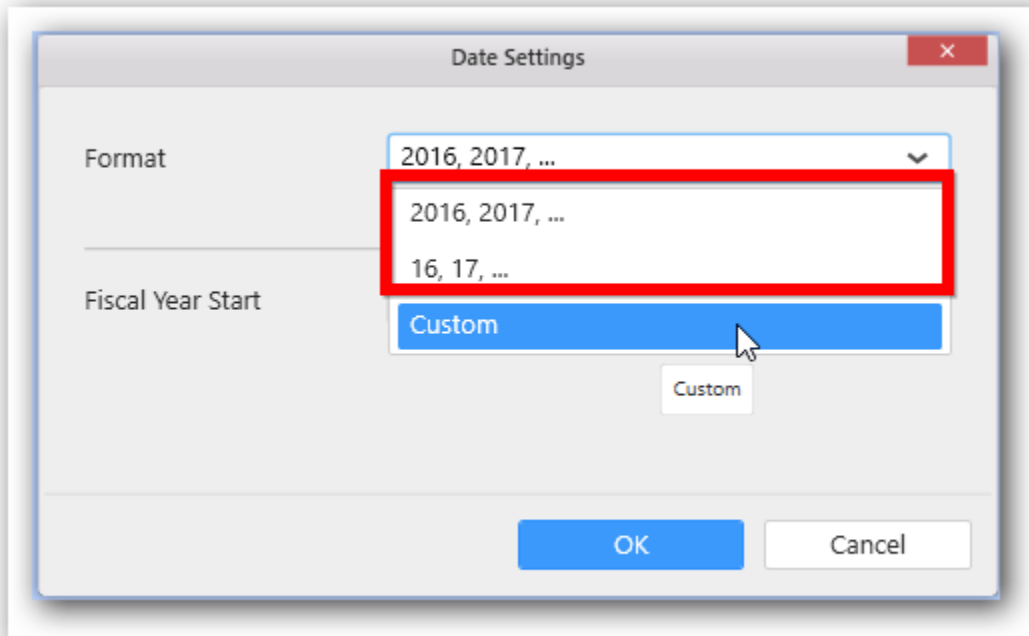 Date Settings
Format
2016, 2017, ...
2016, 2017, ...
16, 17, ...
Fiscal Year Start
Custom
Custom
OK
Cancel